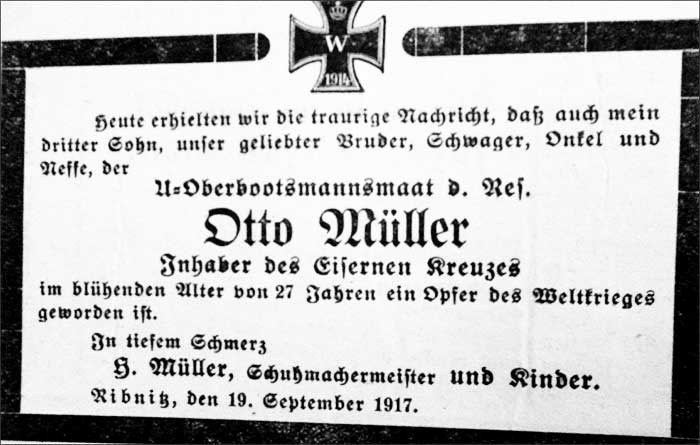 W
1914
Heute erhielten wir die traurige Nachricht, daß auch mein
dritter Sohn, unser geliebter Bruder, Schwager, Onkel und
Neffe, der
U=Oberbootsmannsmaat d. Res.
Otto Müller
Inhaber des Eisernen Kreuzes
im blühenden Alter von 27 Jahren ein Opfer des Weltkrieges
geworden ist.
In tiefem Schmerz
H. Müller, Schuhmachermeister und Kinder.
Ribnitz, den 19. September 1917.